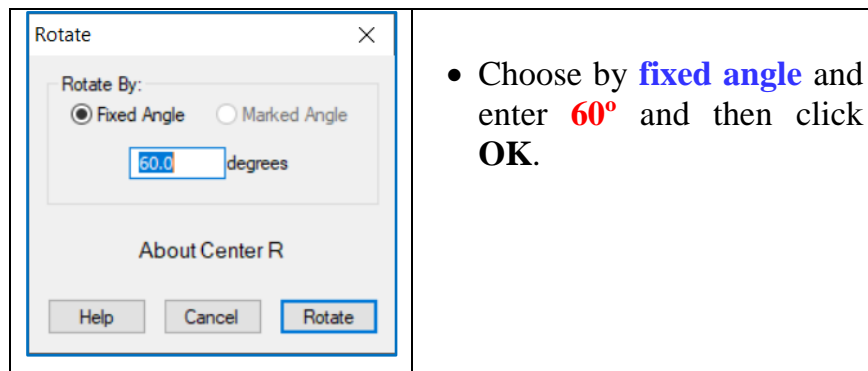 Rotate
Rotate By:
Fixed Angle Marked Angle
60.0 degrees
About Center R
Help Cancel Rotate
• Choose by fixed angle and
enter 60º and then click
OK.